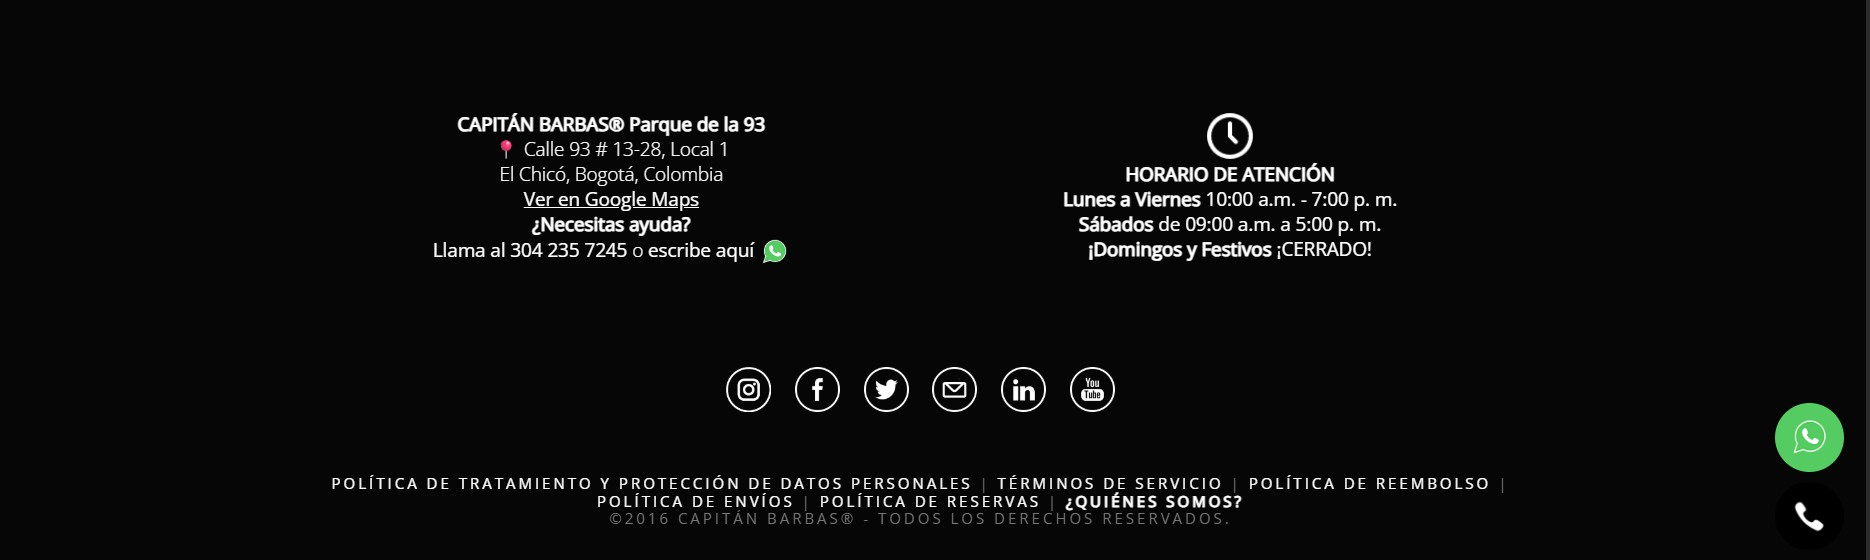 CAPITÁN BARBAS® Parque de la 93
📍 Calle 93 # 13-28, Local 1
El Chicó, Bogotá, Colombia
Ver en Google Maps
¿Necesitas ayuda?
Llama al 304 235 7245 o escribe aquí
HORARIO DE ATENCIÓN
Lunes a Viernes 10:00 a.m. - 7:00 p. m.
Sábados de 09:00 a.m. a 5:00 p. m.
¡Domingos y Festivos ¡CERRADO!
You
Tube
POLÍTICA DE TRATAMIENTO Y PROTECCIÓN DE DATOS PERSONALES | TÉRMINOS DE SERVICIO | POLÍTICA DE REEMBOLSO |
POLÍTICA DE ENVÍOS | POLÍTICA DE RESERVAS | ¿QUIÉNES SOMOS?
©2016 CAPITÁN BARBAS® - TODOS LOS DERECHOS RESERVADOS.